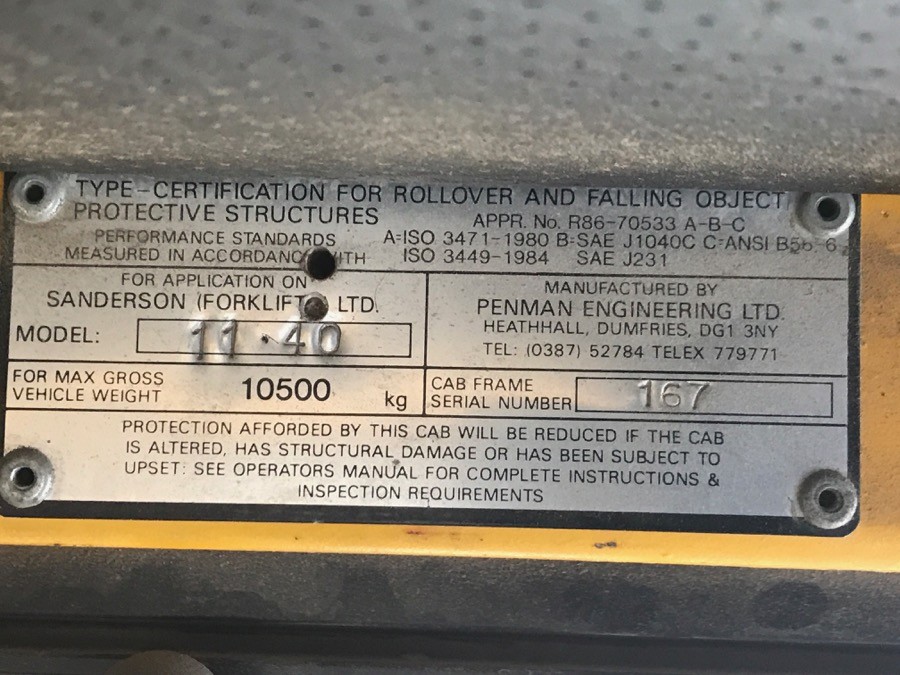 TYPE-CERTIFICATION FOR ROLLOVER AND FALLING OBJECT
PROTECTIVE STRUCTURES
APPR. No. R86-70533 A-B-C
PERFORMANCE STANDARDS
MEASURED IN ACCORDANC WITH
A=ISO 3471-1980 B=SAE J1040C C=ANSI
ISO 3449-1984 SAE J231
FOR APPLICATION ON
SANDERSON (FORKLIFT LTD.
MODEL: 11·40
MANUFACTURED BY
PENMAN ENGINEERING LTD.
HEATHHALL, DUMFRIES, DG1 3NY
TEL: (0387) 52784 TELEX 779771
FOR MAX GROSS
VEHICLE WEIGHT
10500 kg
CAB FRAME
SERIAL NUMBER
167
PROTECTION AFFORDED BY THIS CAB WILL BE REDUCED IF THE CAB
IS ALTERED, HAS STRUCTURAL DAMAGE OR HAS BEEN SUBJECT TO
UPSET: SEE OPERATORS MANUAL FOR COMPLETE INSTRUCTIONS &
INSPECTION REQUIREMENTS